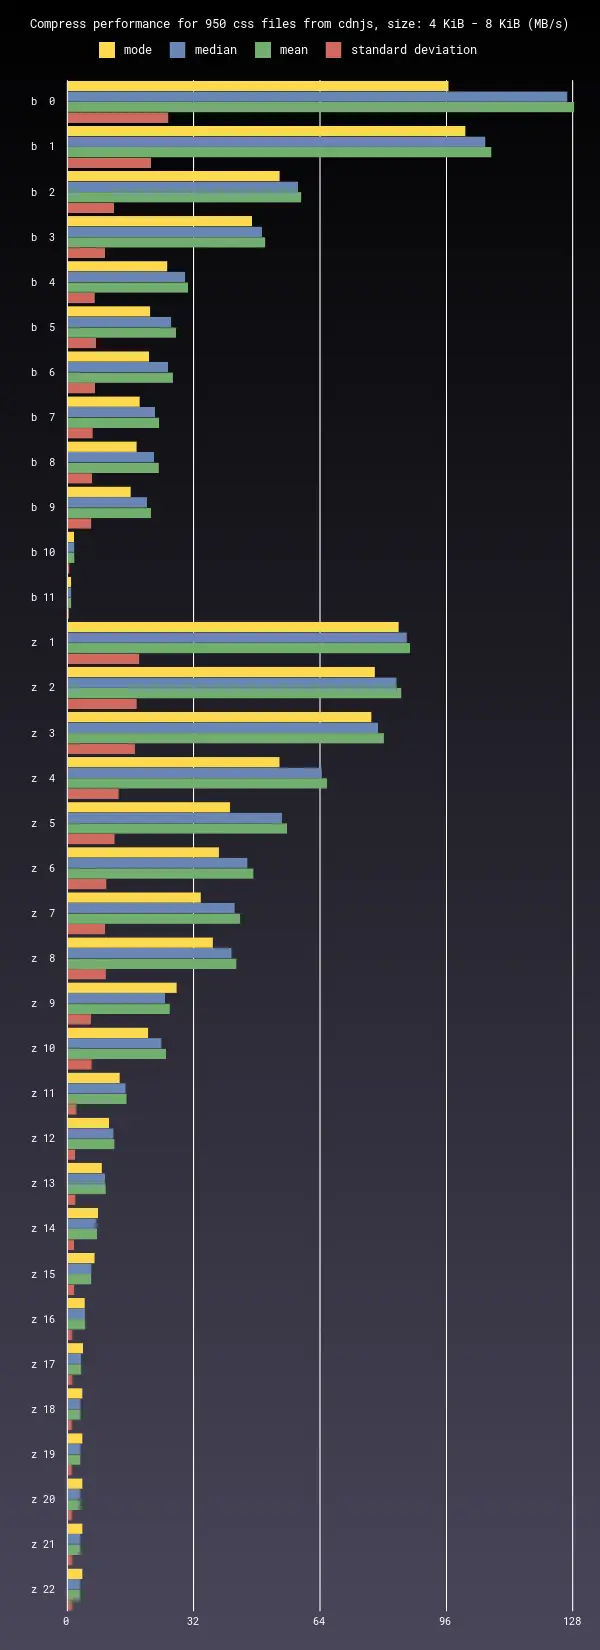 Compress performance for 950 css files from cdnjs, size: 4 KiB - 8 KiB (MB/s)
mode median mean standard deviation
b 0
b 1
b 2
b 3
b 4
b 5
b 6
b 7
b 8
b 9
b 10
b 11
z 1
z 2
z 3
z 4
z 5
z 6
z 7
z 8
z 9
z 10
z 11
z 12
z 13
z 14
z 15
z 16
z 17
z 18
z 19
z 20
z 21
z 22
0 32 64 96 128